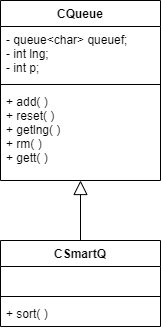 CQueue
- queue<char> queuef;
- int lng;
- int p;
+ add( )
+ reset( )
+ getlng( )
+ rm( )
+ gett( )
CSmartQ
+ sort( )